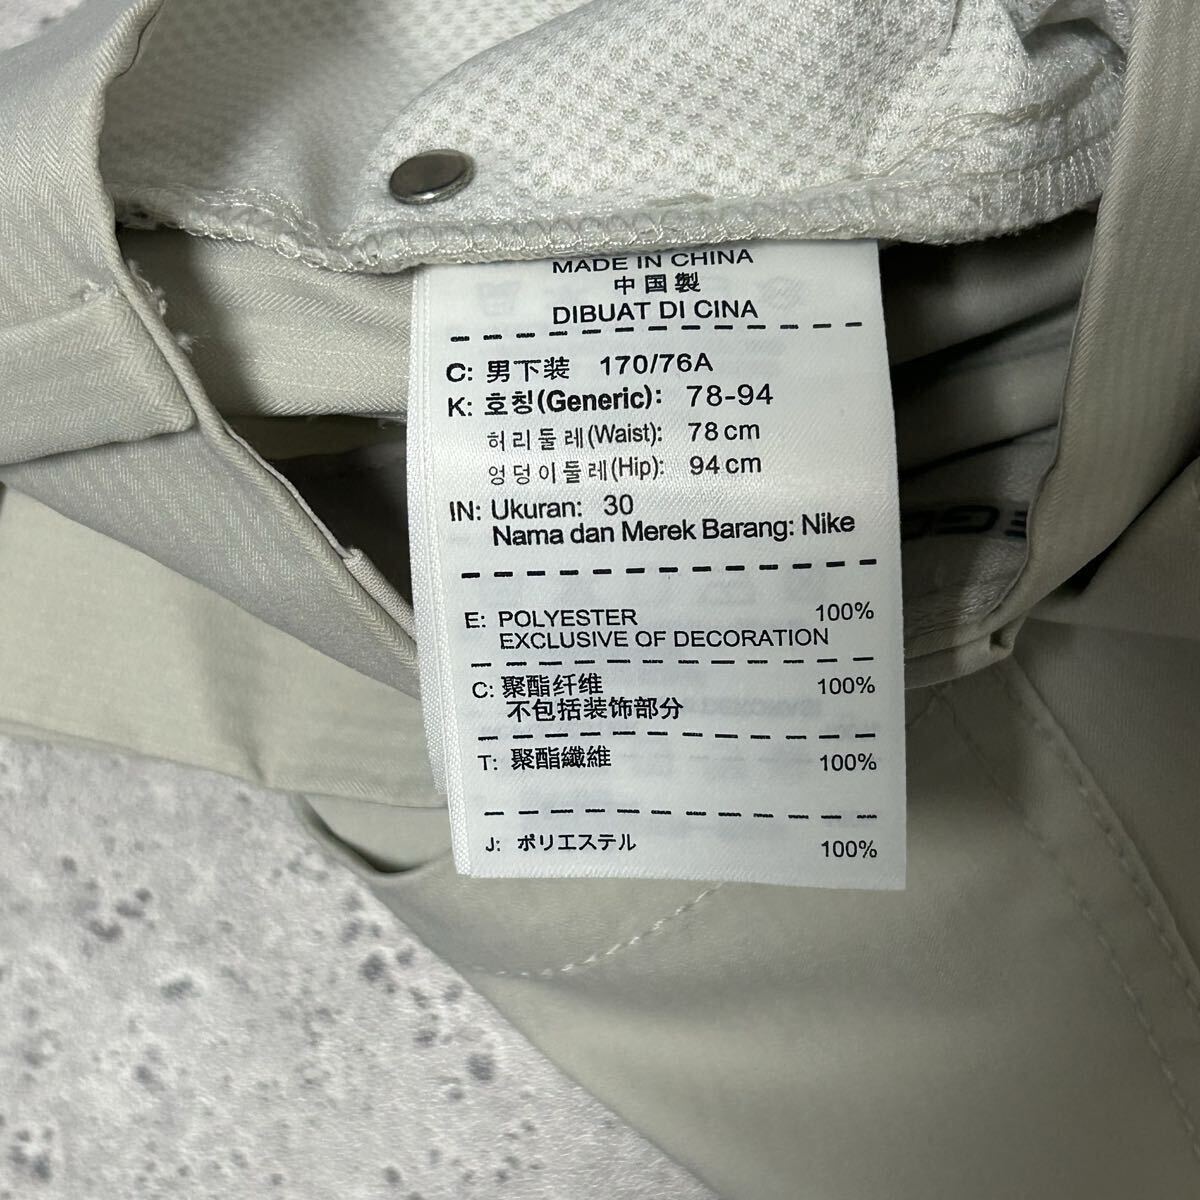 MADE IN CHINA
中国製
DIBUAT DI CINA
C: 男下装 170/76A
K: 호칭(Generic): 78-94
허리둘레(Waist): 78 cm
엉덩이둘레(Hip): 94 cm
IN: Ukuran: 30
Nama dan Merek Barang: Nike
E: POLYESTER 100%
EXCLUSIVE OF DECORATION
C: 聚酯纤维 100%
不包括装饰部分
T: 聚酯纖維 100%
J: ポリエステル 100%